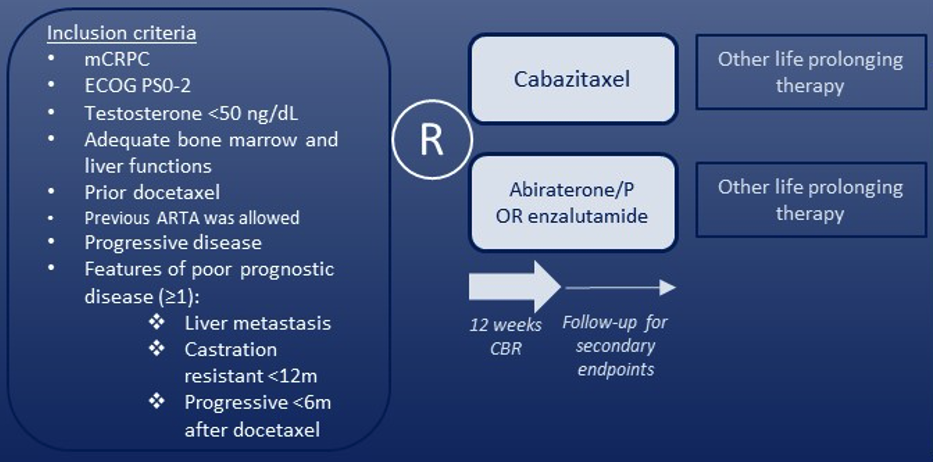 Inclusion criteria
• mCRPC
• ECOG PS0-2
• Testosterone <50 ng/dL
• Adequate bone marrow and
liver functions
• Prior docetaxel
• Previous ARTA was allowed
• Progressive disease
• Features of poor prognostic
disease (≥1):
❖ Liver metastasis
❖ Castration
resistant <12m
❖ Progressive <6m
after docetaxel
R
Cabazitaxel
Other life prolonging
therapy
Abiraterone/P
OR enzalutamide
Other life prolonging
therapy
12 weeks
CBR
Follow-up for
secondary
endpoints